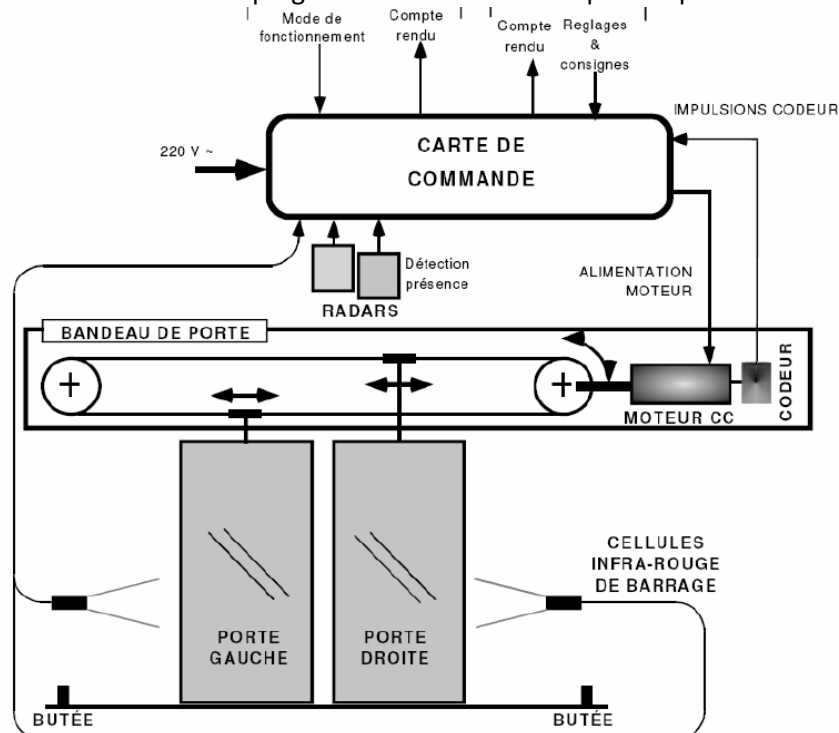 Mode de
fonctionnement
Compte
rendu
Compte
rendu
Reglages
&
consignes
IMPULSIONS CODEUR
220 V ~
CARTE DE
COMMANDE
Détection
présence
RADARS
ALIMENTATION
MOTEUR
BANDEAU DE PORTE
+
+
MOTEUR CC
CODEUR
CELLULES
INFRA-ROUGE
DE BARRAGE
PORTE
GAUCHE
PORTE
DROITE
BUTÉE
BUTÉE